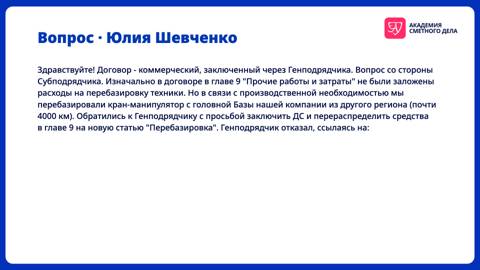 Вопрос · Юлия Шевченко
АКАДЕМИЯ
СМЕТНОГО ДЕЛА
Здравствуйте! Договор - коммерческий, заключенный через Генподрядчика. Вопрос со стороны
Субподрядчика. Изначально в договоре в главе 9 "Прочие работы и затраты" не были заложены
расходы на перебазировку техники. Но в связи с производственной необходимостью мы
перебазировали кран-манипулятор с головной Базы нашей компании из другого региона (почти
4000 км). Обратились к Генподрядчику с просьбой заключить ДС и перераспределить средства
в главе 9 на новую статью "Перебазировка". Генподрядчик отказал, ссылаясь на: